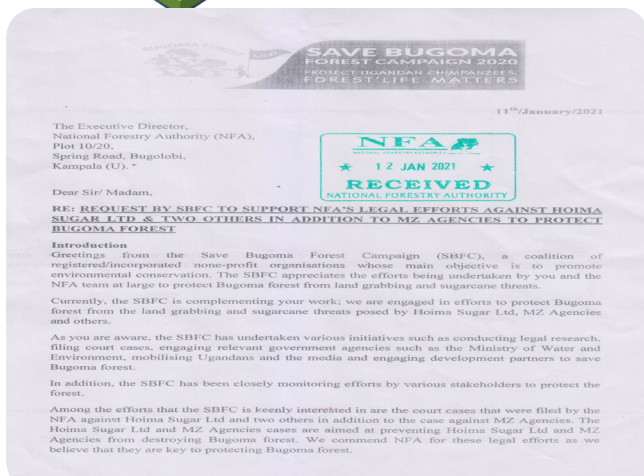 SAVE BUGOMA
FOREST CAMPAIGN 2020
PROTECT UGANDAN CHIMPANZEES,
FOREST LIFE MATTERS
11th/January/2021
The Executive Director,
National Forestry Authority (NFA),
Plot 10/20,
Spring Road, Bugolobi,
Kampala (U).
NFA
12 JAN 2021
RECEIVED
NATIONAL FORESTRY AUTHORITY
Dear Sir/ Madam,
RE: REQUEST BY SBFC TO SUPPORT NFA'S LEGAL EFFORTS AGAINST HOIMA
SUGAR LTD & TWO OTHERS IN ADDITION TO MZ AGENCIES TO PROTECT
BUGOMA FOREST
Introduction
Greetings from the Save Bugoma Forest Campaign (SBFC), a coalition of
registered/incorporated none-profit organisations whose main objective is to promote
environmental conservation. The SBFC appreciates the efforts being undertaken by you and the
NFA team at large to protect Bugoma forest from land grabbing and sugarcane threats.
Currently, the SBFC is complementing your work; we are engaged in efforts to protect Bugoma
forest from the land grabbing and sugarcane threats posed by Hoima Sugar Ltd, MZ Agencies
and others.
As you are aware, the SBFC has undertaken various initiatives such as conducting legal research,
filing court cases, engaging relevant government agencies such as the Ministry of Water and
Environment, mobilising Ugandans and the media and engaging development partners to save
Bugoma forest.
In addition, the SBFC has been closely monitoring efforts by various stakeholders to protect the
forest.
Among the efforts that the SBFC is keenly interested in are the court cases that were filed by the
NFA against Hoima Sugar Ltd and two others in addition to the case against MZ Agencies. The
Hoima Sugar Ltd and MZ Agencies cases are aimed at preventing Hoima Sugar Ltd and MZ
Agencies from destroying Bugoma forest. We commend NFA for these legal efforts as we
believe that they are key to protecting Bugoma forest.